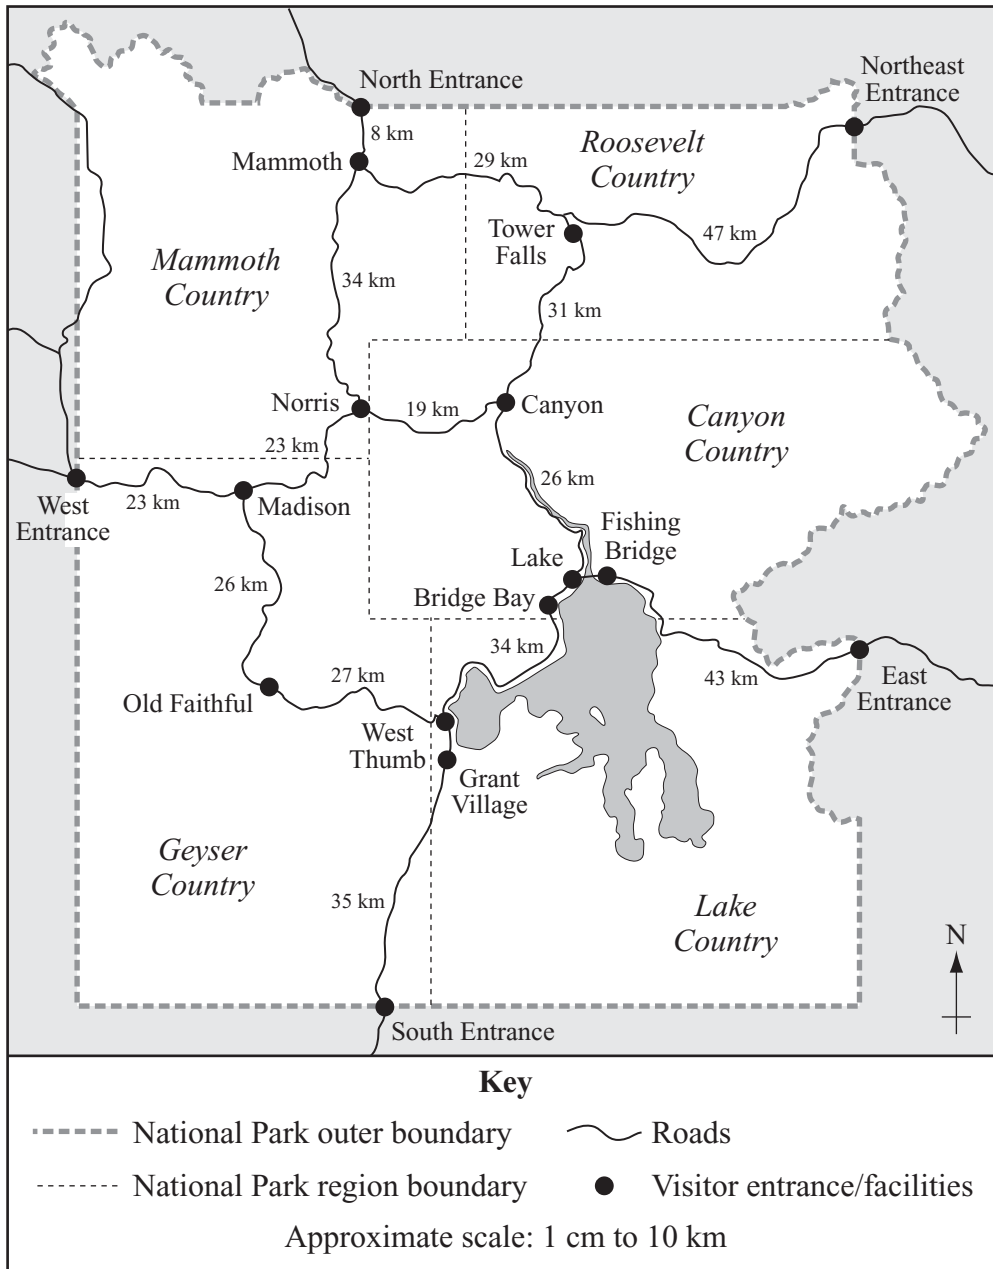 North Entrance
Northeast
Entrance
8 km
Mammoth
29 km
Roosevelt
Country
Tower
Falls
47 km
Mammoth
Country
34 km
31 km
Norris
19 km
Canyon
Canyon
Country
23 km
West
Entrance
23 km
Madison
26 km
Fishing
Bridge
Lake
26 km
Bridge Bay
34 km
43 km
East
Entrance
27 km
Old Faithful
West
Thumb
Grant
Village
Geyser
Country
35 km
Lake
Country
N
South Entrance
Key
National Park outer boundary
Roads
National Park region boundary
Visitor entrance/facilities
Approximate scale: 1 cm to 10 km